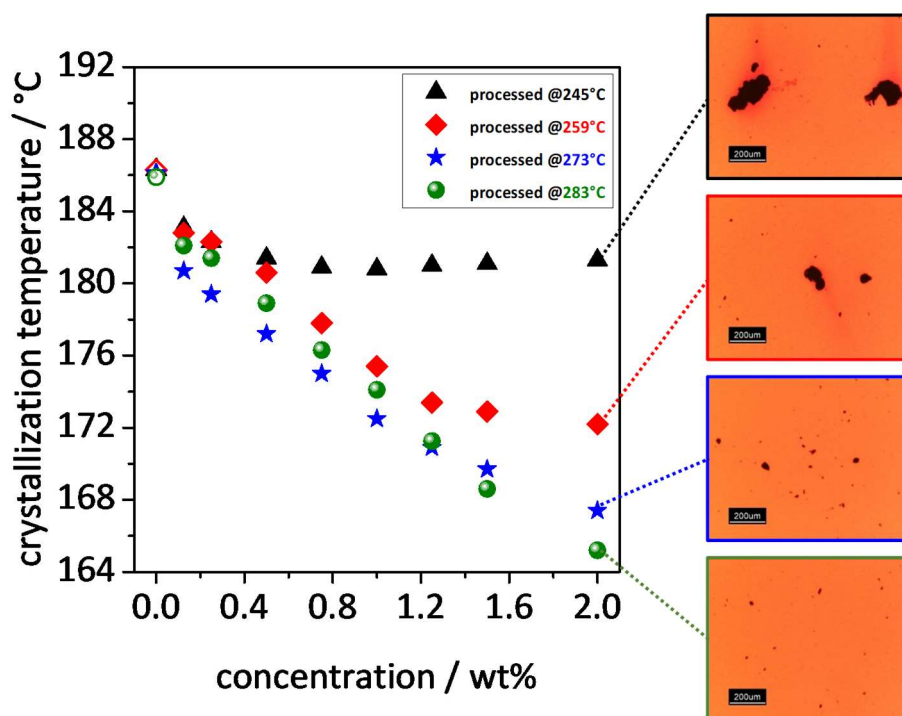 192
188
184
180
176
172
168
164
crystallization temperature / °C
0.0
0.4
0.8
1.2
1.6
2.0
concentration / wt%
processed @245°C
processed @259°C
processed @273°C
processed @283°C
200um
200um
200um
200um